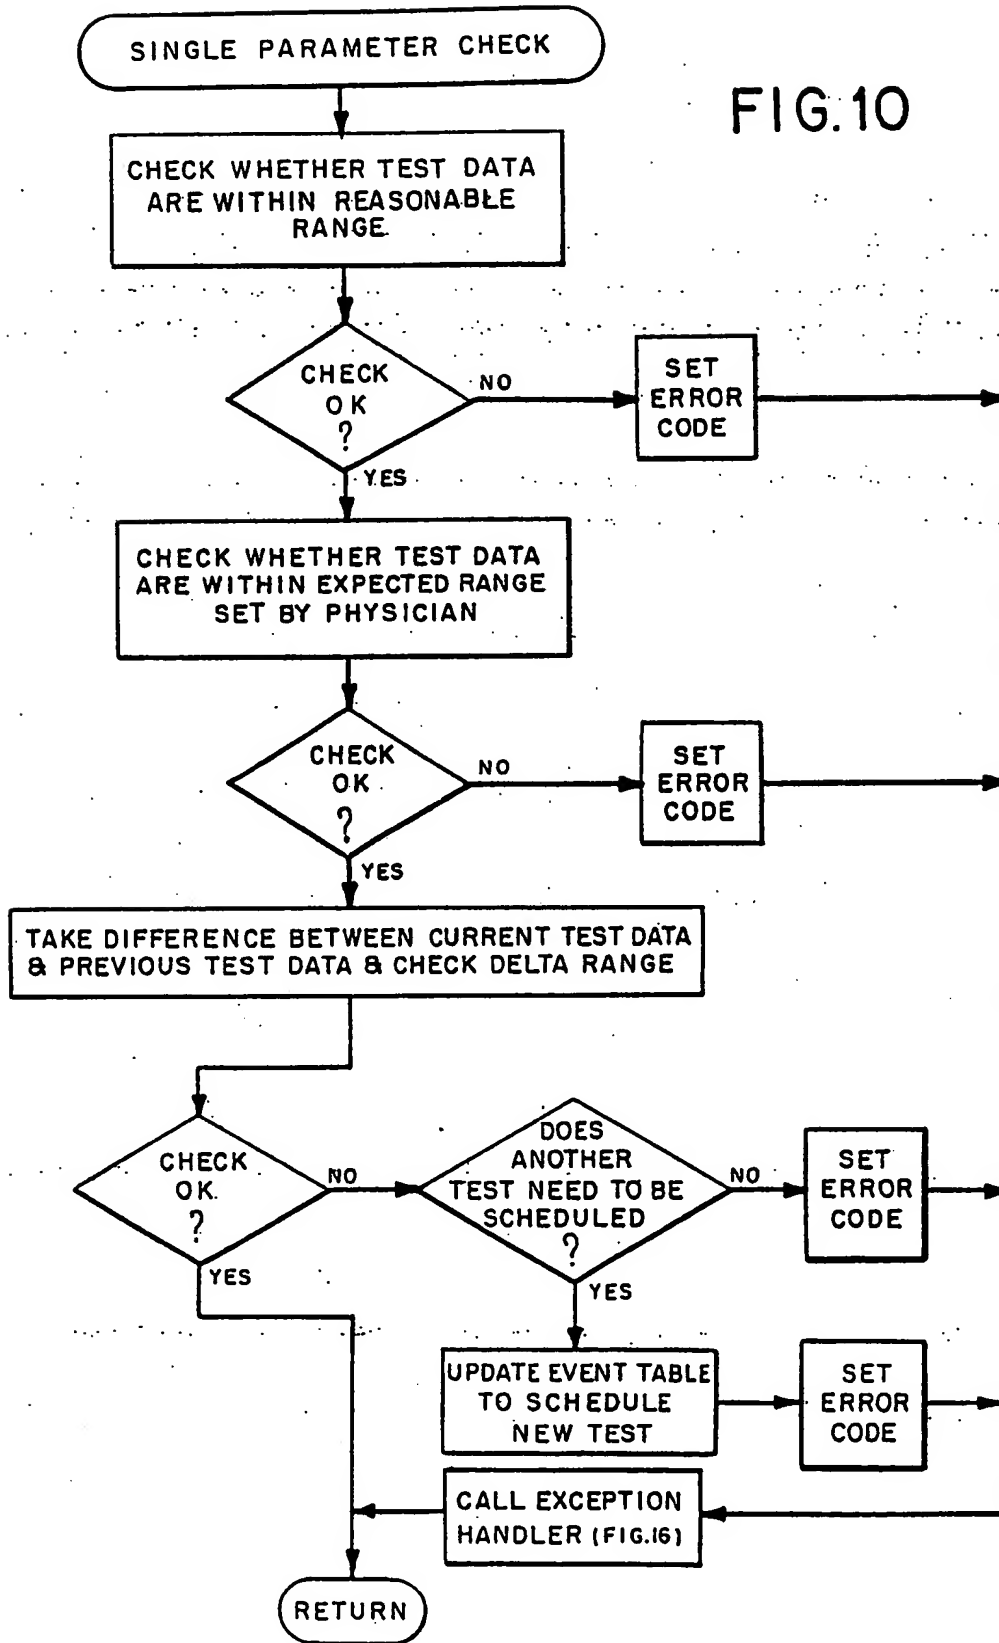 SINGLE PARAMETER CHECK
FIG.10
CHECK WHETHER TEST DATA
ARE WITHIN REASONABLE
RANGE
CHECK
OK
?
NO
SET
ERROR
CODE
YES
CHECK WHETHER TEST DATA
ARE WITHIN EXPECTED RANGE
SET BY PHYSICIAN
CHECK
OK
?
NO
SET
ERROR
CODE
YES
TAKE DIFFERENCE BETWEEN CURRENT TEST DATA
& PREVIOUS TEST DATA & CHECK DELTA RANGE
CHECK
OK
?
NO
DOES
ANOTHER
TEST NEED TO BE
SCHEDULED
?
NO
SET
ERROR
CODE
YES
YES
UPDATE EVENT TABLE
TO SCHEDULE
NEW TEST
SET
ERROR
CODE
CALL EXCEPTION
HANDLER (FIG.16)
RETURN